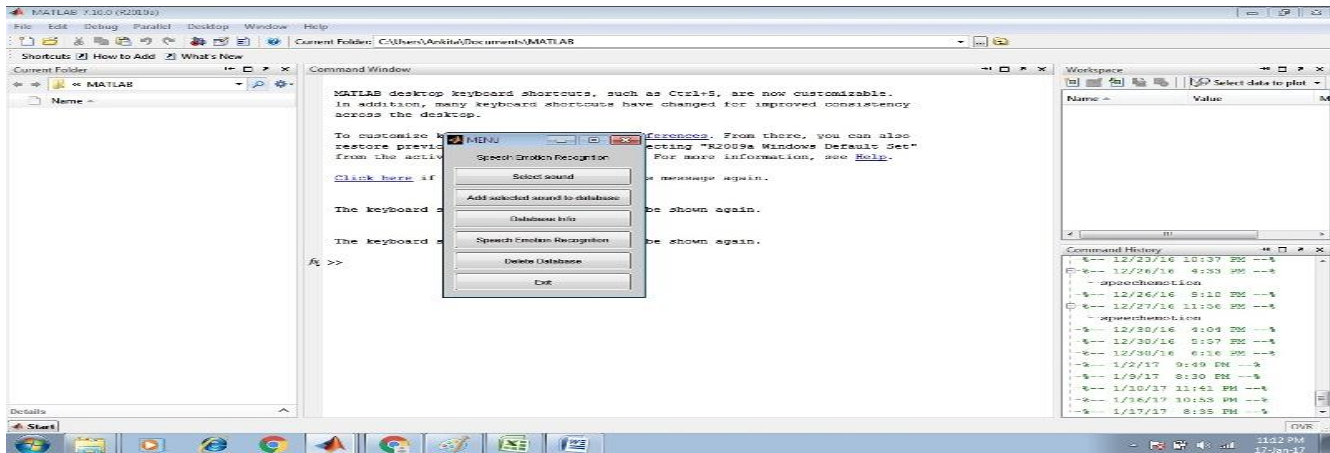 MATLAB 7.10.0 (R2010a)
File Edit Debug Parallel Desktop Window Help
Current Folder: C:\Users\Ankita\Documents\MATLAB
Shortcuts How to Add What's New
Current Folder
« MATLAB
Name
Details
Command Window
MATLAB desktop keyboard shortcuts, such as Ctrl+S, are now customizable.
In addition, many keyboard shortcuts have changed for improved consistency
across the desktop.
To customize k ferences. From there, you can also
restore previo ecting "R2009a Windows Default Set"
from the activ For more information, see Help.
Click here if s message again.
The keyboard s be shown again.
The keyboard s be shown again.
fx >>
MENU
Speech Emotion Recognition
Select sound
Add selected sound to database
Database Info
Speech Emotion Recognition
Delete Database
Exit
Workspace
Select data to plot
Name Value M
Command History
%-- 12/23/16 10:37 PM --%
%-- 12/26/16 4:33 PM --%
speechemotion
%-- 12/26/16 5:18 PM --%
%-- 12/27/16 11:56 PM --%
speechemotion
%-- 12/30/16 4:04 PM --%
%-- 12/30/16 5:57 PM --%
%-- 12/30/16 6:16 PM --%
%-- 1/2/17 9:49 PM --%
%-- 1/9/17 8:30 PM --%
%-- 1/10/17 11:41 PM --%
%-- 1/16/17 10:53 PM --%
%-- 1/17/17 8:35 PM --%
Start
OVR
11:12 PM
17-Jan-17